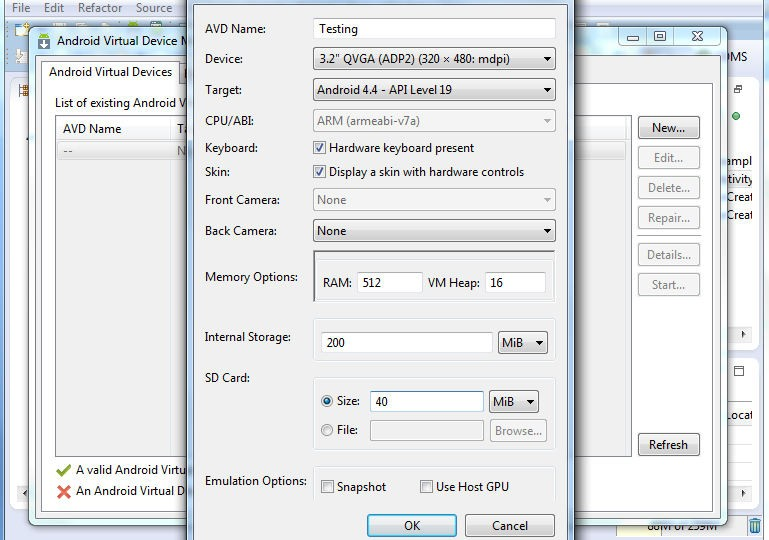 File Edit Refactor Source
Android Virtual Device M
Android Virtual Devices
List of existing Android V
AVD Name
--
AVD Name: Testing
Device: 3.2" QVGA (ADP2) (320 × 480: mdpi)
Target: Android 4.4 - API Level 19
CPU/ABI: ARM (armeabi-v7a)
Keyboard: Hardware keyboard present
Skin: Display a skin with hardware controls
Front Camera: None
Back Camera: None
Memory Options: RAM: 512 VM Heap: 16
Internal Storage: 200 MiB
SD Card:
Size: 40 MiB
File: Browse...
Emulation Options: Snapshot Use Host GPU
OK Cancel
New...
Edit...
Delete...
Repair...
Details...
Start...
Refresh
A valid Android Virtu
An Android Virtual D
DMS
ampl
tivity
Creat
Creat
Locat